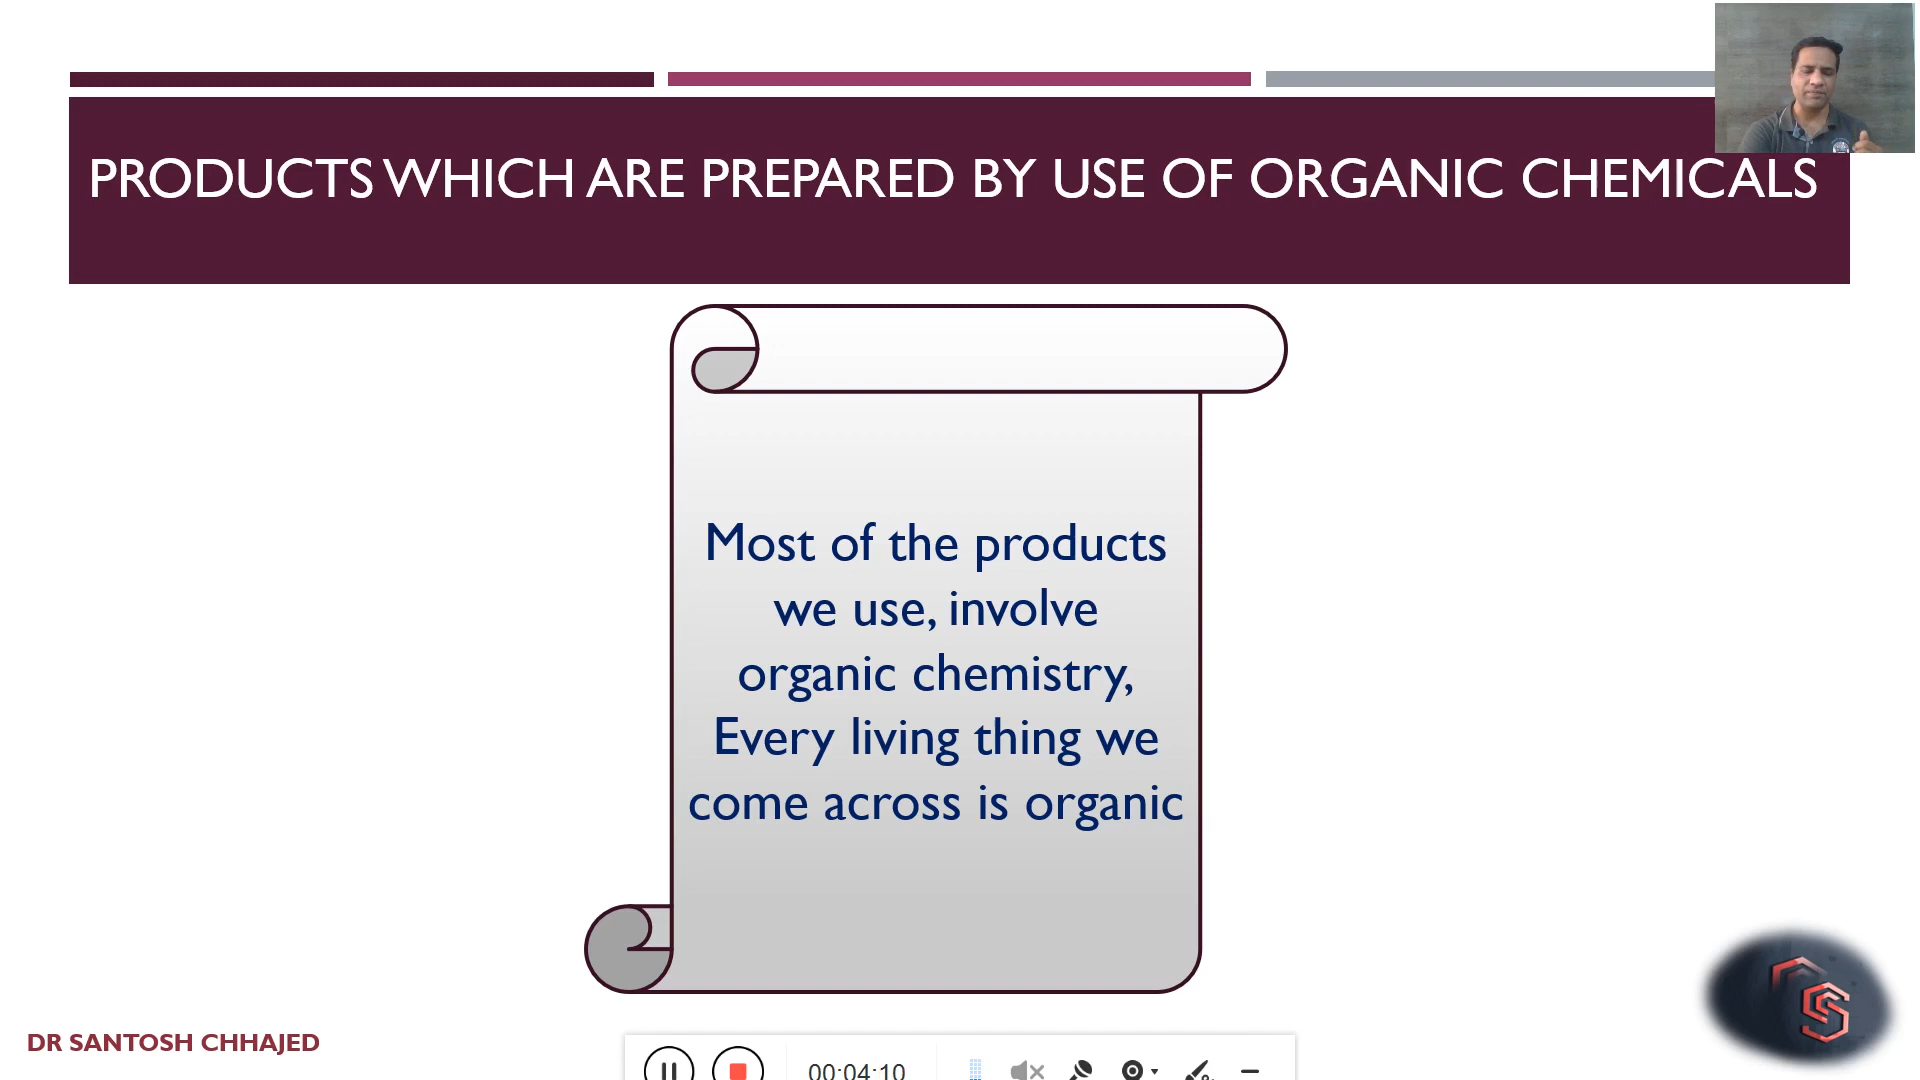 PRODUCTS WHICH ARE PREPARED BY USE OF ORGANIC CHEMICALS
Most of the products
we use, involve
organic chemistry,
Every living thing we
come across is organic
DR SANTOSH CHHAJED
00:04:10